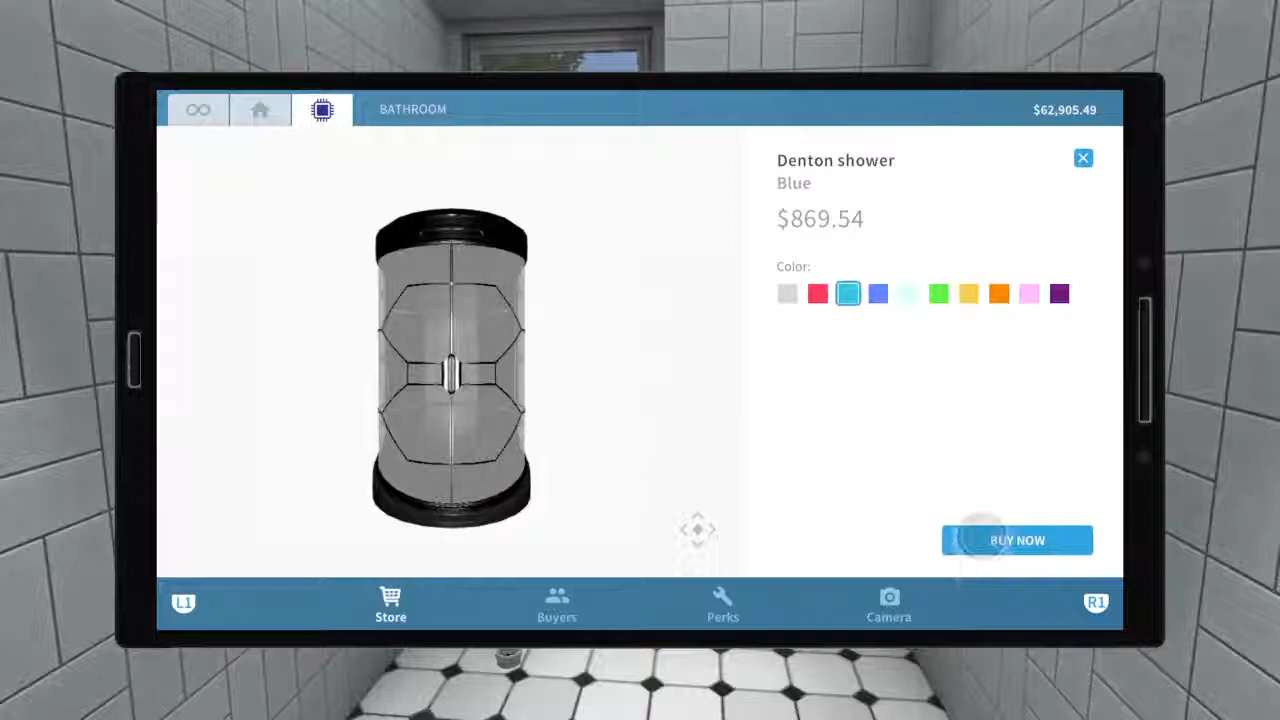 BATHROOM
$62,905.49
Denton shower
Blue
$869.54
Color:
BUY NOW
L1
Store
Buyers
Perks
Camera
R1